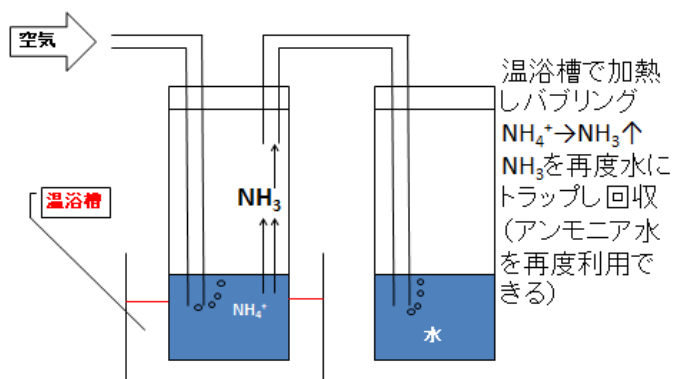 空気
温浴槽
NH₃
NH₄⁺
水
温浴槽で加熱
しバブリング
NH₄⁺→NH₃↑
NH₃を再度水に
トラップし回収
(アンモニア水
を再度利用で
きる)